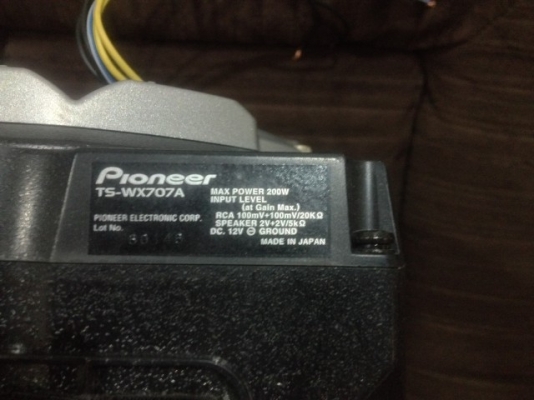 Pioneer
TS-WX707A
MAX POWER 200W
INPUT LEVEL
(at Gain Max.)
RCA 100mV+100mV/20KΩ
SPEAKER 2V+2V/5kΩ
DC. 12V ⊖ GROUND
MADE IN JAPAN
PIONEER ELECTRONIC CORP.
Lot No.